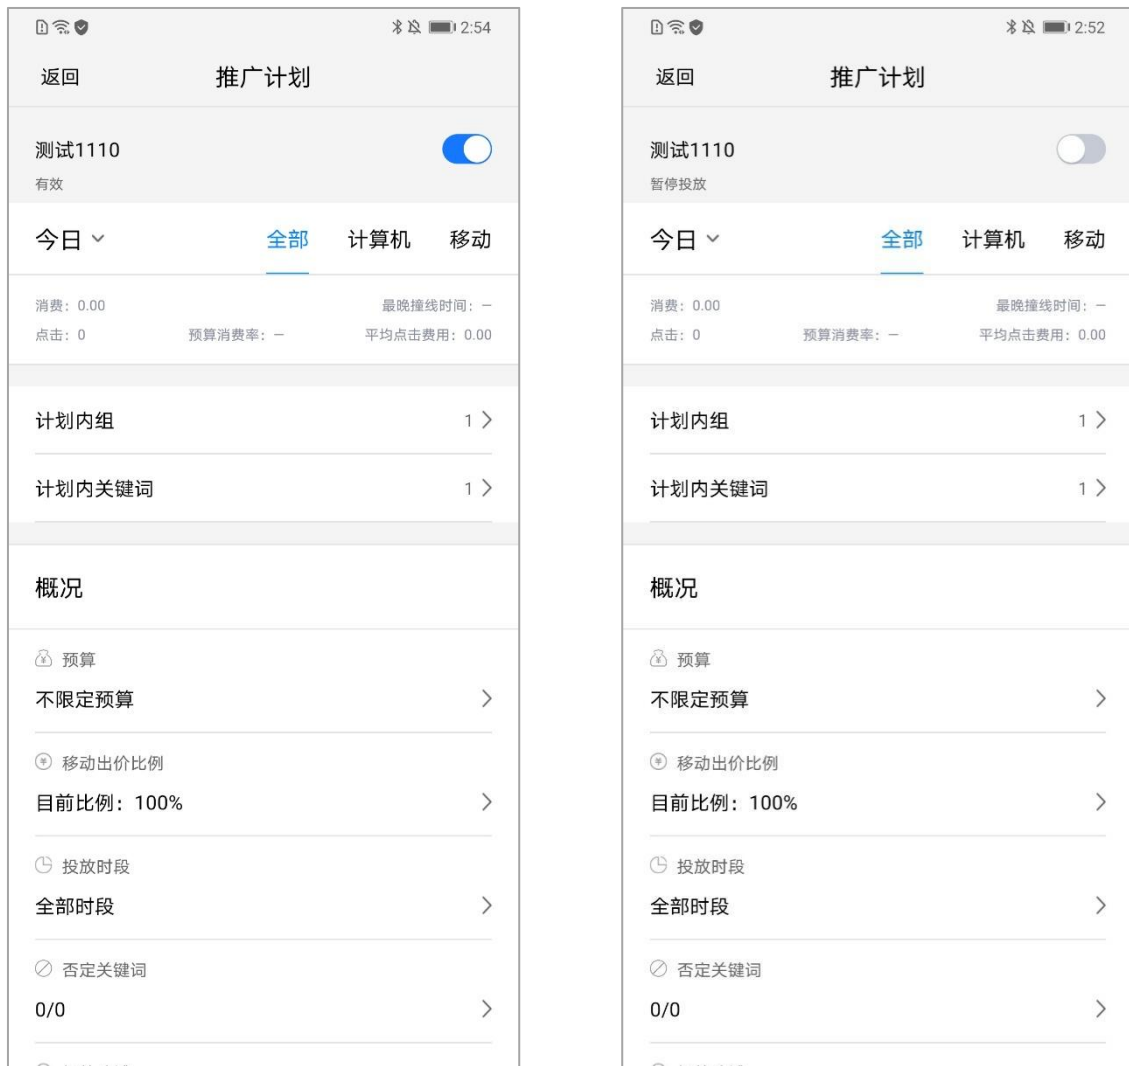 2:54
返回 推广计划
测试1110
有效
今日 全部 计算机 移动
消费：0.00 最晚撞线时间：—
点击：0 预算消费率：— 平均点击费用：0.00
计划内组 1
计划内关键词 1
概况
预算
不限定预算
移动出价比例
目前比例：100%
投放时段
全部时段
否定关键词
0/0
2:52
返回 推广计划
测试1110
暂停投放
今日 全部 计算机 移动
消费：0.00 最晚撞线时间：—
点击：0 预算消费率：— 平均点击费用：0.00
计划内组 1
计划内关键词 1
概况
预算
不限定预算
移动出价比例
目前比例：100%
投放时段
全部时段
否定关键词
0/0